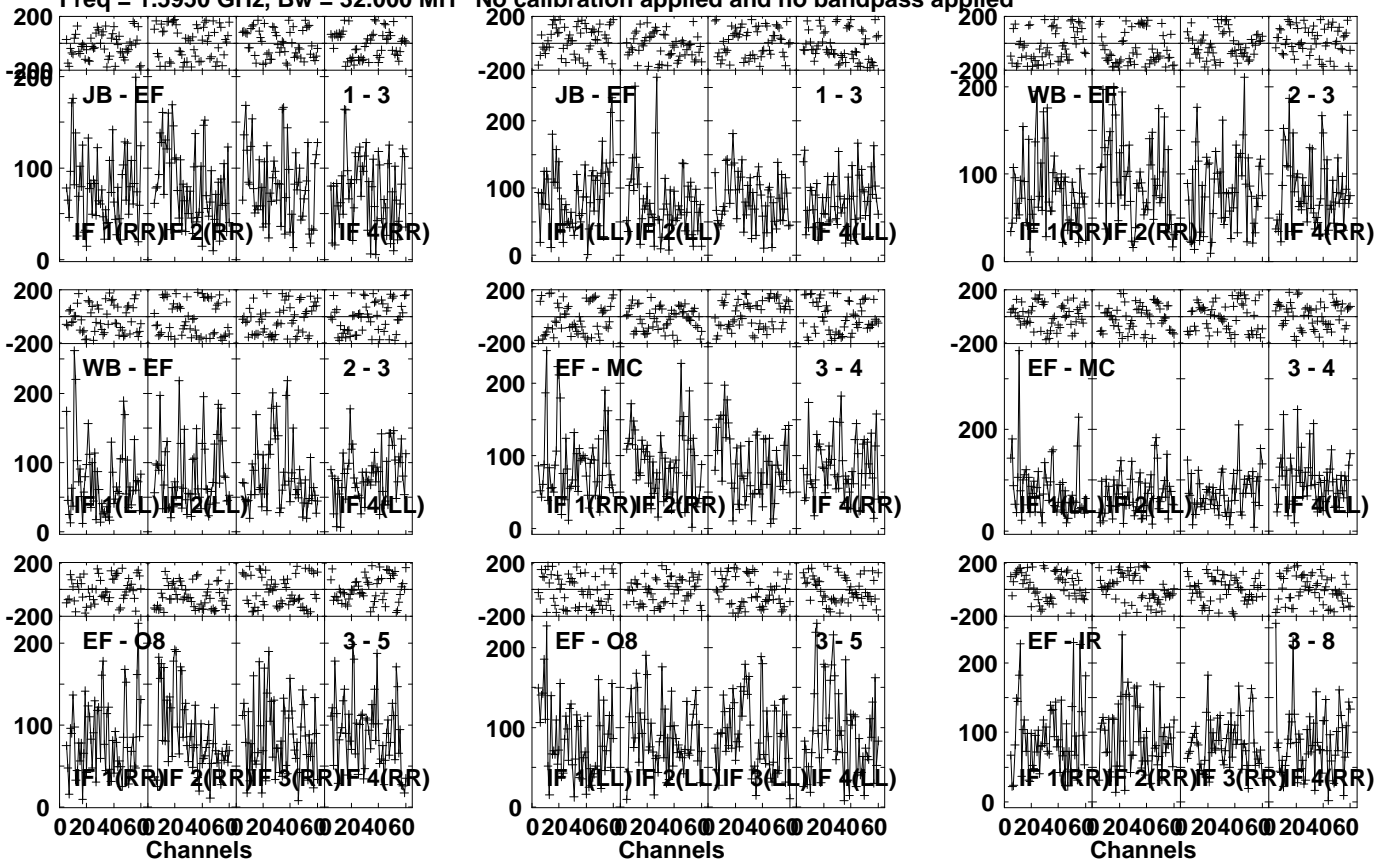 Freq = 1.5950 GHz, Bw = 32.000 MH No calibration applied and no bandpass applied
200
-200
200
100
0
JB - EF 1 - 3
IF 1(RR) IF 2(RR) IF 4(RR)
200
100
0
JB - EF 1 - 3
IF 1(LL) IF 2(LL) IF 4(LL)
-200
200
100
0
WB - EF 2 - 3
IF 1(RR) IF 2(RR) IF 4(RR)
200
-200
200
100
0
WB - EF 2 - 3
IF 1(LL) IF 2(LL) IF 4(LL)
200
-200
200
100
0
EF - MC 3 - 4
IF 1(RR) IF 2(RR) IF 4(RR)
200
-200
200
0
EF - MC 3 - 4
IF 1(LL) IF 2(LL) IF 4(LL)
200
-200
200
100
0
EF - O8 3 - 5
IF 1(RR) IF 2(RR) IF 3(RR) IF 4(RR)
0 20 40 60 0 20 40 60 0 20 40 60 0 20 40 60
Channels
200
-200
200
100
0
EF - O8 3 - 5
IF 1(LL) IF 2(LL) IF 3(LL) IF 4(LL)
0 20 40 60 0 20 40 60 0 20 40 60 0 20 40 60
Channels
200
-200
200
100
0
EF - IR 3 - 8
IF 1(RR) IF 2(RR) IF 3(RR) IF 4(RR)
0 20 40 60 0 20 40 60 0 20 40 60 0 20 40 60
Channels